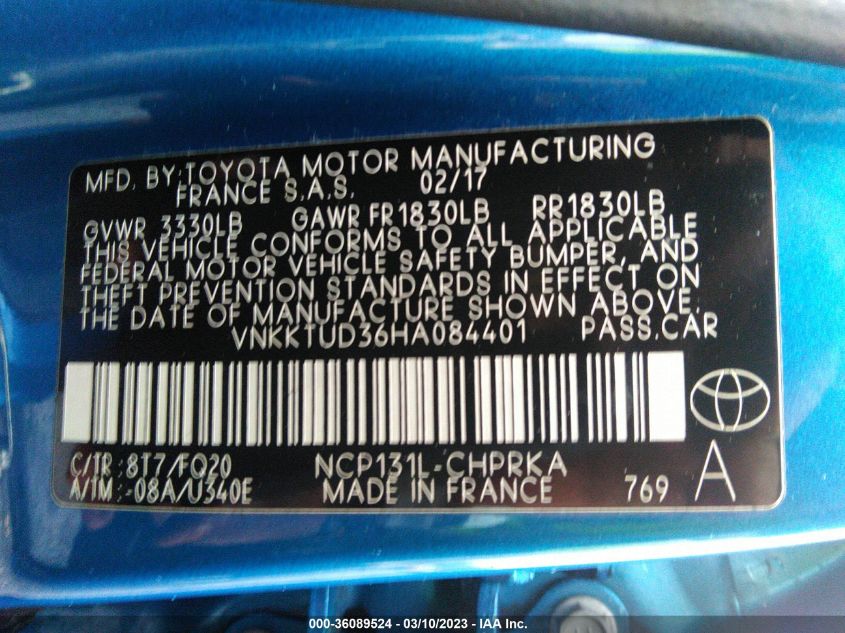 MFD. BY:TOYOTA MOTOR MANUFACTURING
FRANCE S.A.S. 02/17
GVWR 3330LB GAWR FR1830LB RR1830LB
THIS VEHICLE CONFORMS TO ALL APPLICABLE
FEDERAL MOTOR VEHICLE SAFETY BUMPER, AND
THEFT PREVENTION STANDARDS IN EFFECT ON
THE DATE OF MANUFACTURE SHOWN ABOVE.
VNKKTUD36HA084401 PASS.CAR
C/TR: 8T7/FQ20 NCP131L-CHPRKA A
A/TM: -08A/U340E MADE IN FRANCE 769
000-36089524 - 03/10/2023 - IAA Inc.